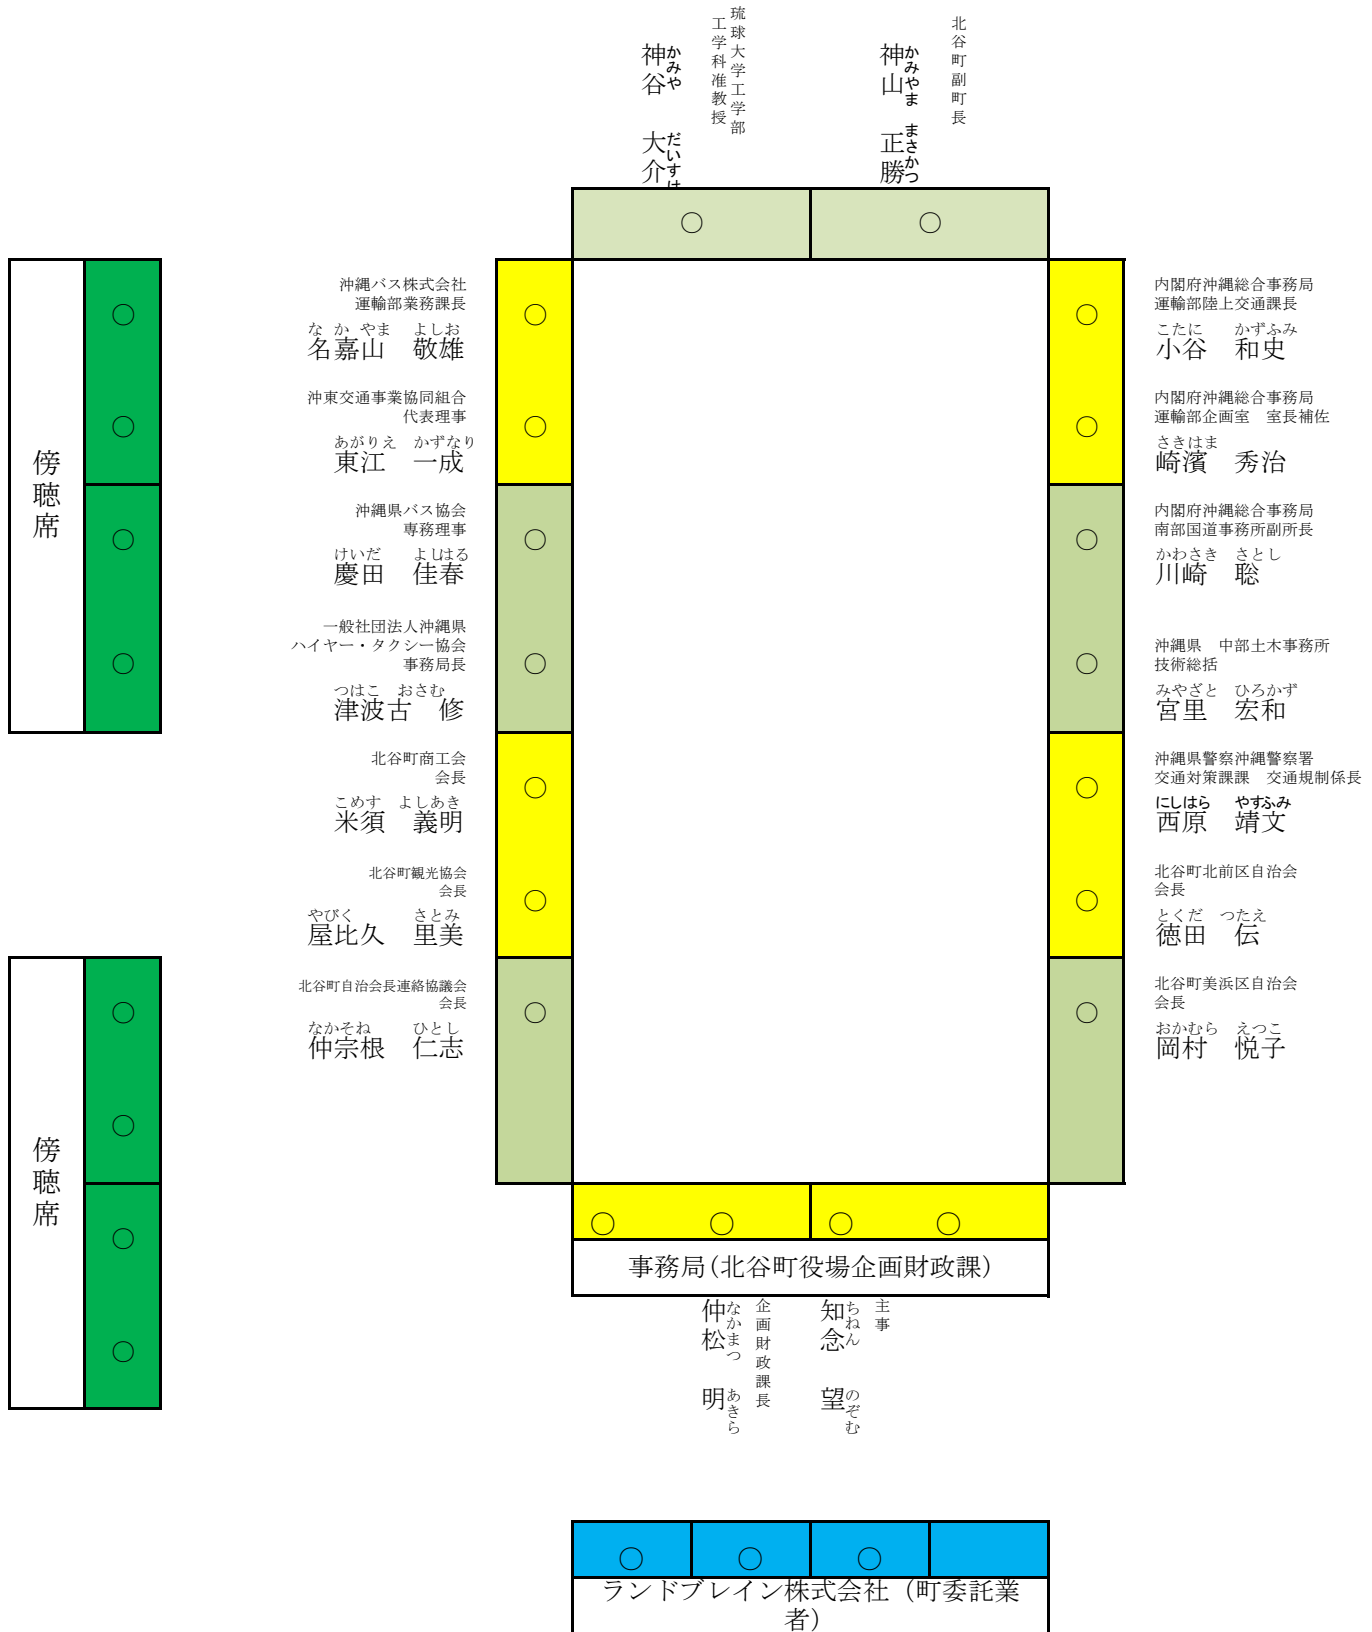 北谷町副町長
神山　正勝
かみやま　まさかつ
琉球大学工学部
工学科准教授
神谷　大介
かみや　だいすけ
沖縄バス株式会社
運輸部業務課長
なかやま　よしお
名嘉山　敬雄
沖東交通事業協同組合
代表理事
あがりえ　かずなり
東江　一成
沖縄県バス協会
専務理事
けいだ　よしはる
慶田　佳春
一般社団法人沖縄県
ハイヤー・タクシー協会
事務局長
つはこ　おさむ
津波古　修
北谷町商工会
会長
こめす　よしあき
米須　義明
北谷町観光協会
会長
やびく　さとみ
屋比久　里美
北谷町自治会長連絡協議会
会長
なかそね　ひとし
仲宗根　仁志
内閣府沖縄総合事務局
運輸部陸上交通課長
こたに　かずふみ
小谷　和史
内閣府沖縄総合事務局
運輸部企画室　室長補佐
さきはま
崎濱　秀治
内閣府沖縄総合事務局
南部国道事務所副所長
かわさき　さとし
川崎　聡
沖縄県　中部土木事務所
技術総括
みやざと　ひろかず
宮里　宏和
沖縄県警察沖縄警察署
交通対策課課　交通規制係長
にしはら　やすふみ
西原　靖文
北谷町北前区自治会
会長
とくだ　つたえ
徳田　伝
北谷町美浜区自治会
会長
おかむら　えつこ
岡村　悦子
傍聴席
傍聴席
事務局(北谷町役場企画財政課)
主事
知念　望
ちねん　のぞむ
企画財政課長
仲松　明
なかまつ　あきら
ランドブレイン株式会社（町委託業
者）